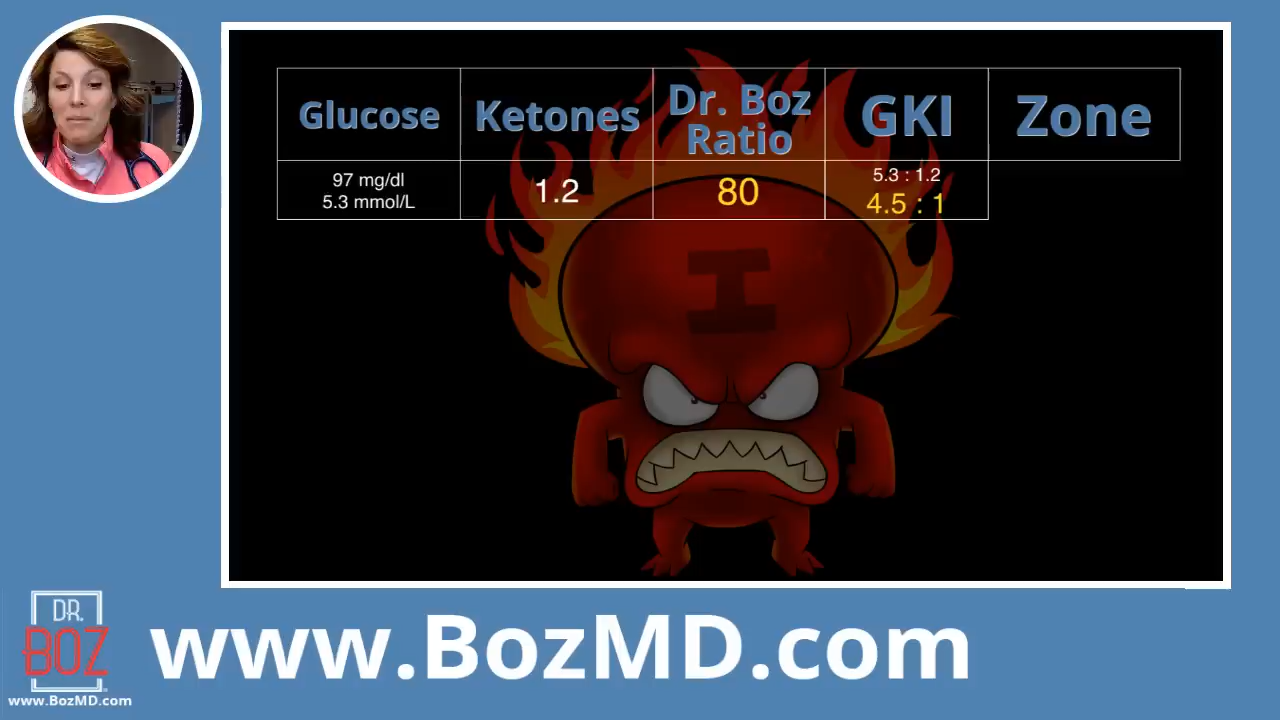 Glucose
Ketones
Dr. Boz
Ratio
GKI
Zone
97 mg/dl
5.3 mmol/L
1.2
80
5.3 : 1.2
4.5 : 1
I
DR.
BOZ
www.BozMD.com
www.BozMD.com